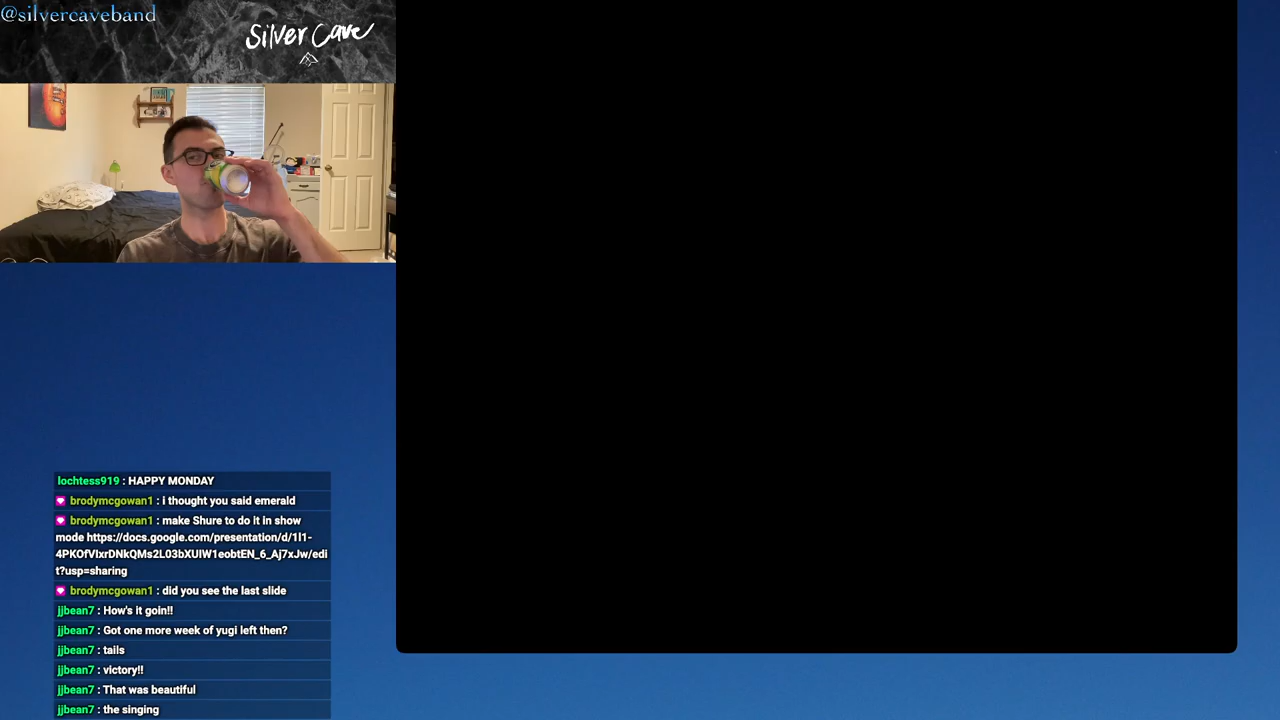 @silvercaveband
Silver Cave
lochtess919 : HAPPY MONDAY
brodymcgowan1 : i thought you said emerald
brodymcgowan1 : make Shure to do it in show
mode https://docs.google.com/presentation/d/1l1-
4PKOfVIxrDNkQMs2L03bXUIW1eobtEN_6_Aj7xJw/edi
t?usp=sharing
brodymcgowan1 : did you see the last slide
jjbean7 : How's it goin!!
jjbean7 : Got one more week of yugi left then?
jjbean7 : tails
jjbean7 : victory!!
jjbean7 : That was beautiful
jjbean7 : the singing